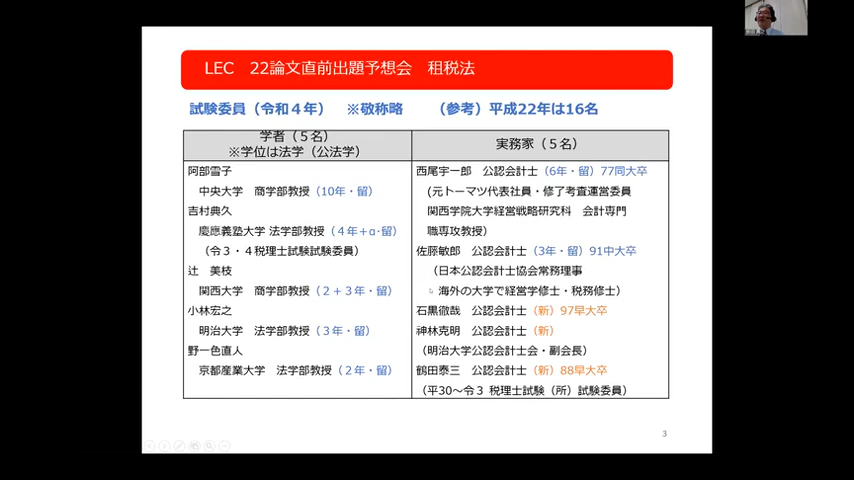 LEC 22論文直前出題予想会 租税法
試験委員（令和４年） ※敬称略 （参考）平成22年は16名
学者（５名）
※学位は法学（公法学）
阿部雪子
中央大学 商学部教授（10年・留）
吉村典久
慶應義塾大学 法学部教授（４年＋α･留）
（令３・４税理士試験試験委員）
辻 美枝
関西大学 商学部教授（２＋３年・留）
小林宏之
明治大学 法学部教授（３年・留）
野一色直人
京都産業大学 法学部教授（２年・留）
実務家（５名）
西尾宇一郎 公認会計士（6年・留）77同大卒
(元トーマツ代表社員・修了考査運営委員
関西学院大学経営戦略研究科 会計専門
職専攻教授）
佐藤敏郎 公認会計士（3年・留）91中大卒
（日本公認会計士協会常務理事
海外の大学で経営学修士・税務修士）
石黒徹哉 公認会計士（新）97早大卒
神林克明 公認会計士（新）
（明治大学公認会計士会・副会長）
鶴田泰三 公認会計士（新）88早大卒
（平30～令３ 税理士試験（所）試験委員）
3